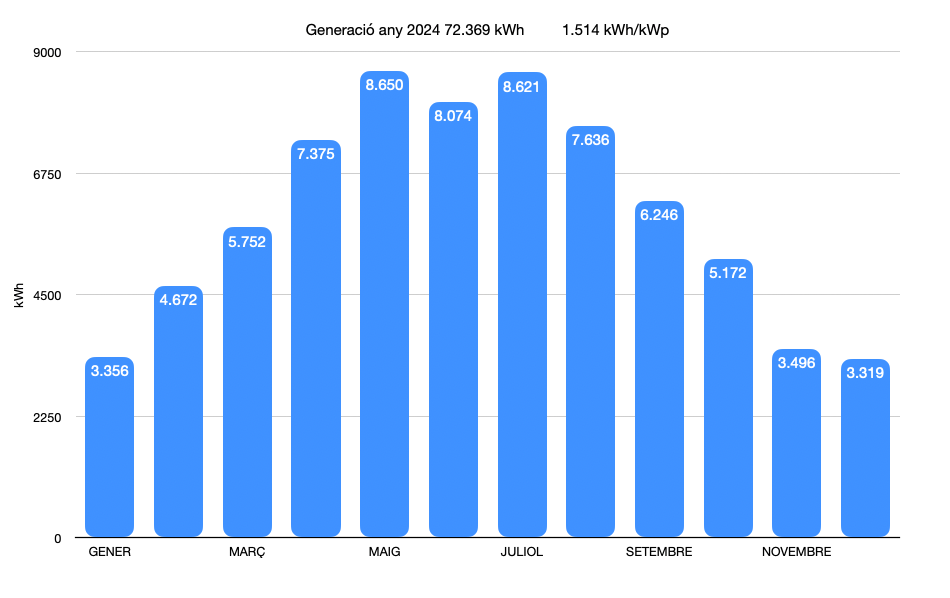 Generació any 2024 72.369 kWh 1.514 kWh/kWp
9000
6750
4500
2250
0
kWh
3.356
4.672
5.752
7.375
8.650
8.074
8.621
7.636
6.246
5.172
3.496
3.319
GENER
MARÇ
MAIG
JULIOL
SETEMBRE
NOVEMBRE